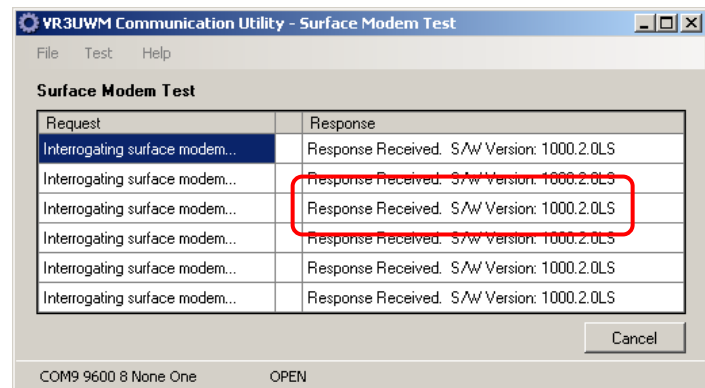 VR3UWM Communication Utility - Surface Modem Test
File Test Help
Surface Modem Test
Request Response
Interrogating surface modem... Response Received. S/W Version: 1000.2.0LS
Interrogating surface modem... Response Received. S/W Version: 1000.2.0LS
Interrogating surface modem... Response Received. S/W Version: 1000.2.0LS
Interrogating surface modem... Response Received. S/W Version: 1000.2.0LS
Interrogating surface modem... Response Received. S/W Version: 1000.2.0LS
Interrogating surface modem... Response Received. S/W Version: 1000.2.0LS
Cancel
COM9 9600 8 None One OPEN